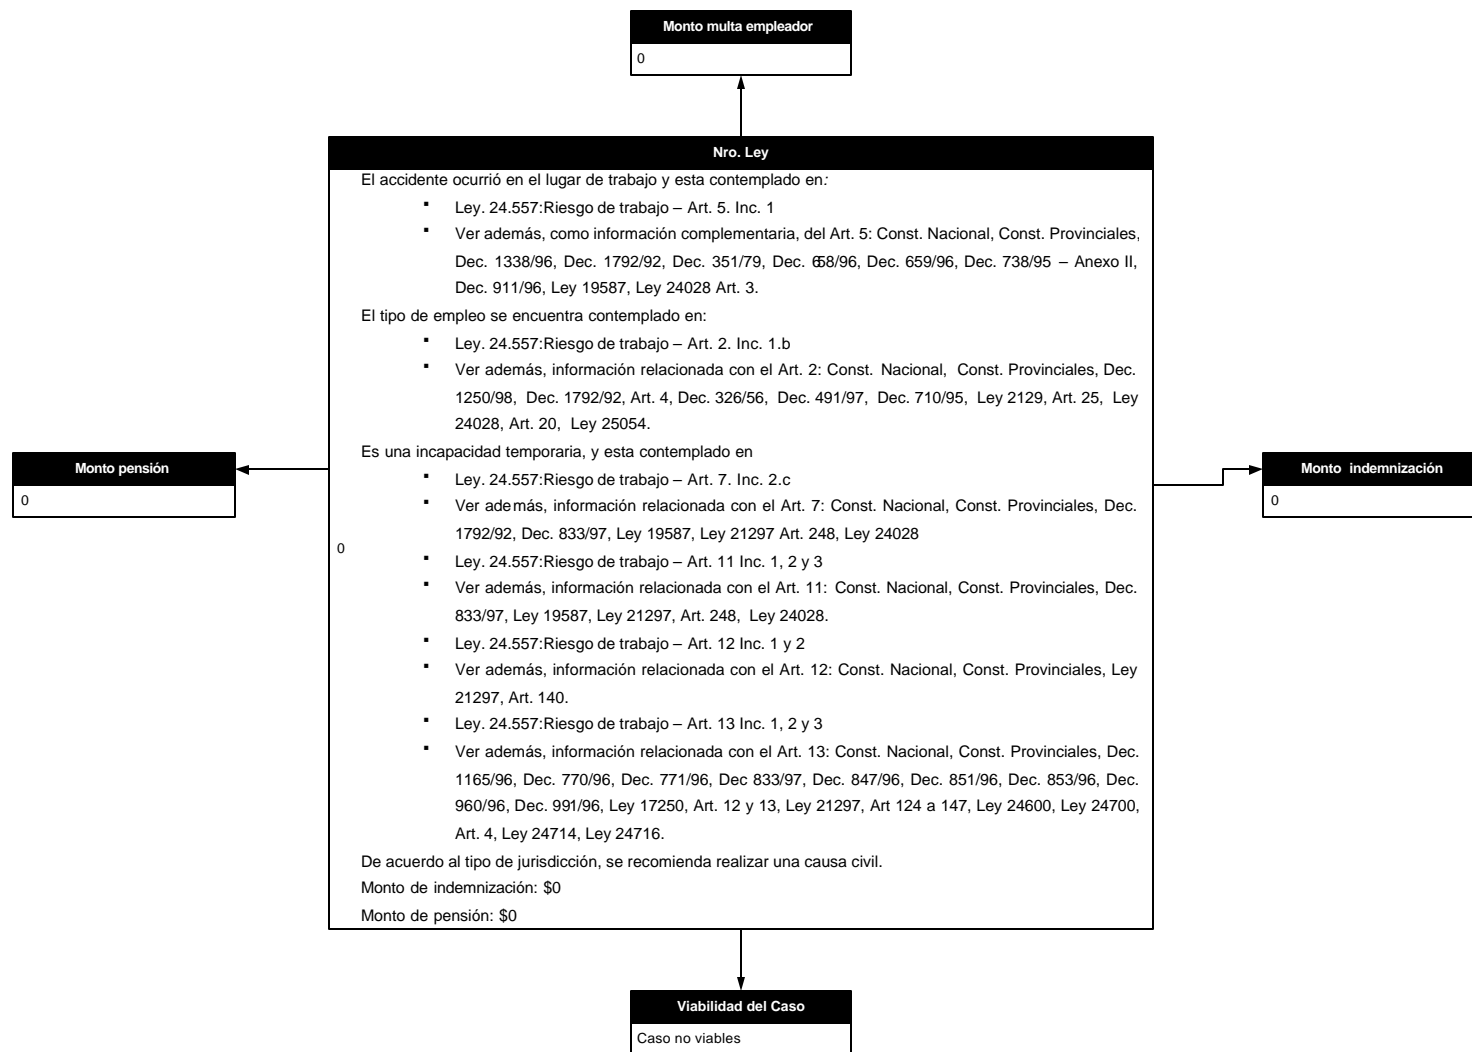 Monto multa empleador
0
Nro. Ley
El accidente ocurrió en el lugar de trabajo y esta contemplado en:
▪ Ley. 24.557:Riesgo de trabajo – Art. 5. Inc. 1
▪ Ver además, como información complementaria, del Art. 5: Const. Nacional, Const. Provinciales,
Dec. 1338/96, Dec. 1792/92, Dec. 351/79, Dec. 658/96, Dec. 659/96, Dec. 738/95 – Anexo II,
Dec. 911/96, Ley 19587, Ley 24028 Art. 3.
El tipo de empleo se encuentra contemplado en:
▪ Ley. 24.557:Riesgo de trabajo – Art. 2. Inc. 1.b
▪ Ver además, información relacionada con el Art. 2: Const. Nacional, Const. Provinciales, Dec.
1250/98, Dec. 1792/92, Art. 4, Dec. 326/56, Dec. 491/97, Dec. 710/95, Ley 2129, Art. 25, Ley
24028, Art. 20, Ley 25054.
Es una incapacidad temporaria, y esta contemplado en
▪ Ley. 24.557:Riesgo de trabajo – Art. 7. Inc. 2.c
▪ Ver además, información relacionada con el Art. 7: Const. Nacional, Const. Provinciales, Dec.
1792/92, Dec. 833/97, Ley 19587, Ley 21297 Art. 248, Ley 24028
▪ Ley. 24.557:Riesgo de trabajo – Art. 11 Inc. 1, 2 y 3
▪ Ver además, información relacionada con el Art. 11: Const. Nacional, Const. Provinciales, Dec.
833/97, Ley 19587, Ley 21297, Art. 248, Ley 24028.
▪ Ley. 24.557:Riesgo de trabajo – Art. 12 Inc. 1 y 2
▪ Ver además, información relacionada con el Art. 12: Const. Nacional, Const. Provinciales, Ley
21297, Art. 140.
▪ Ley. 24.557:Riesgo de trabajo – Art. 13 Inc. 1, 2 y 3
▪ Ver además, información relacionada con el Art. 13: Const. Nacional, Const. Provinciales, Dec.
1165/96, Dec. 770/96, Dec. 771/96, Dec 833/97, Dec. 847/96, Dec. 851/96, Dec. 853/96, Dec.
960/96, Dec. 991/96, Ley 17250, Art. 12 y 13, Ley 21297, Art 124 a 147, Ley 24600, Ley 24700,
Art. 4, Ley 24714, Ley 24716.
De acuerdo al tipo de jurisdicción, se recomienda realizar una causa civil.
Monto de indemnización: $0
Monto de pensión: $0
0
Monto pensión
0
Monto indemnización
0
Viabilidad del Caso
Caso no viables